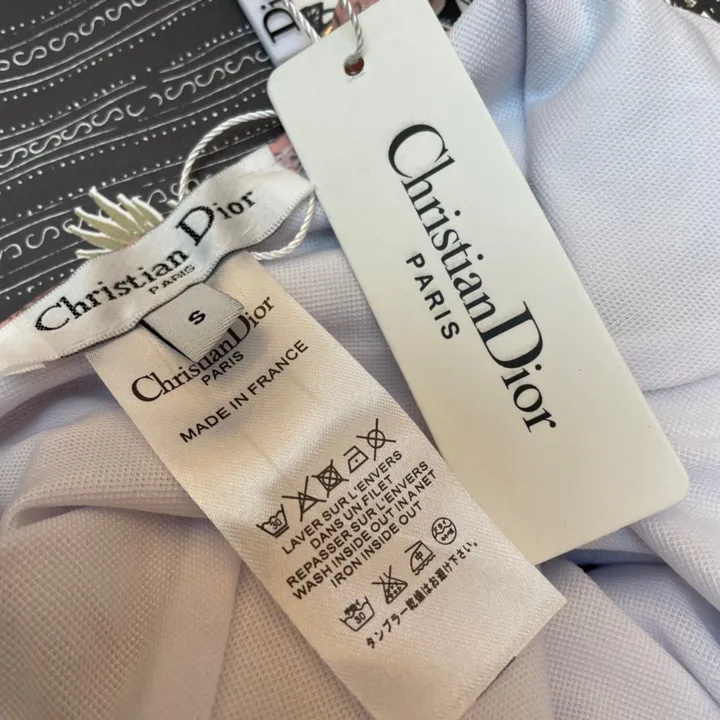 Di
Christian Dior
PARIS
S
Christian Dior
PARIS
MADE IN FRANCE
30
LAVER SUR L'ENVERS
DANS UN FILET
REPASSER SUR L'ENVERS
WASH INSIDE OUT IN A NET
IRON INSIDE OUT
30
タンブラー乾燥はお避け下さい。
Christian Dior
PARIS